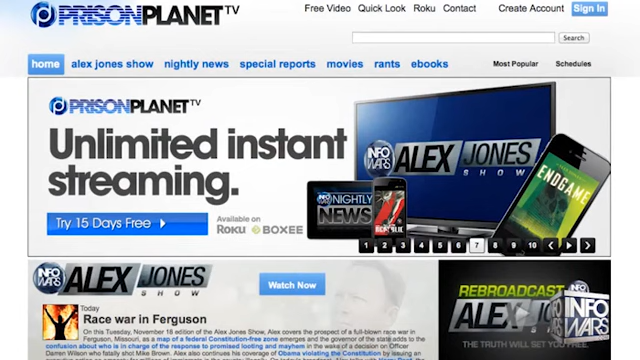 PRISONPLANET TV
Free Video Quick Look Roku Contact Create Account Sign In
Search
home alex jones show nightly news special reports movies rants ebooks Most Popular Schedules
PRISONPLANET TV
Unlimited instant
streaming.
Try 15 Days Free
Available on
ROKU BOXEE
INFO WARS ALEX JONES SHOW
INFO WARS NIGHTLY NEWS
ENDGAME
1 2 3 4 5 6 7 8 9 10
INFO WARS ALEX JONES SHOW
Watch Now
Today
Race war in Ferguson
On this Tuesday, November 18 edition of the Alex Jones Show, Alex covers the prospect of a full-blown race war in
Ferguson, Missouri, as a map of a federal Constitution-free zone emerges and the governor of the state adds to the
confusion about who is in charge of the response to promised looting and mayhem in the wake of a decision on Officer
Darren Wilson who fatally shot Mike Brown. Alex also continues his coverage of Obama violating the Constitution by issuing an
REBROADCAST
ALEX JONES
SHOW
THE TRUTH WILL SET YOU FREE.
INFO
WARS